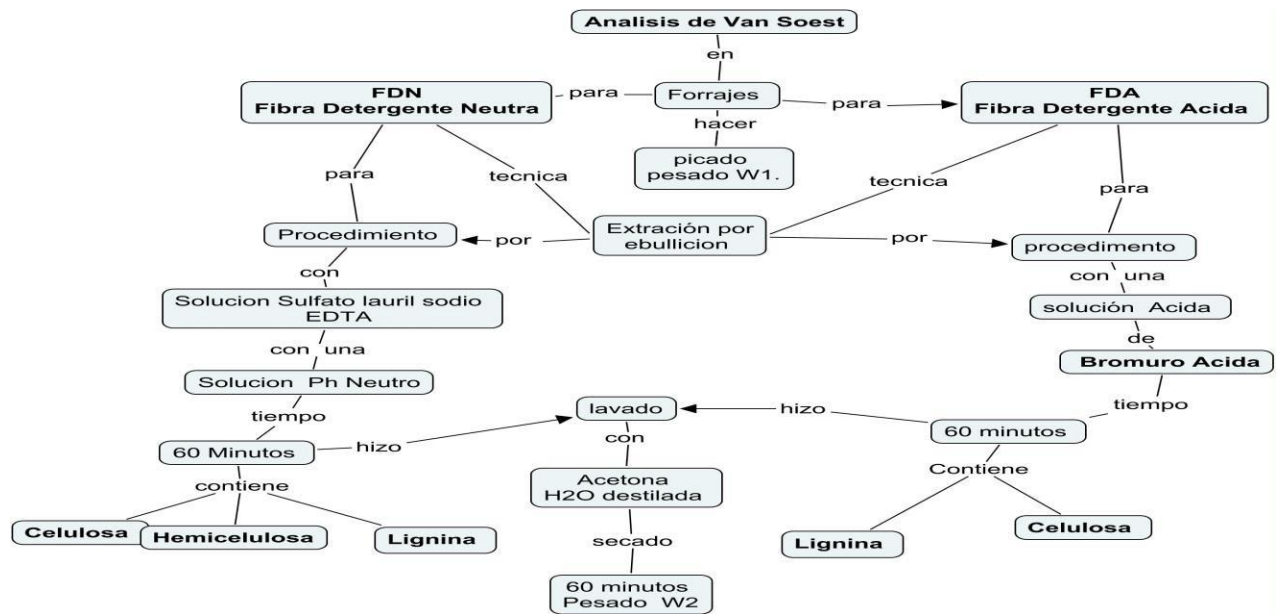 Analisis de Van Soest
en
FDN
Fibra Detergente Neutra
para
Forrajes
para
FDA
Fibra Detergente Acida
hacer
picado
pesado W1.
para
tecnica
tecnica
para
Procedimiento
por
Extración por
ebullicion
por
procedimento
con
con una
Solucion Sulfato lauril sodio
EDTA
solución Acida
de
con una
Bromuro Acida
Solucion Ph Neutro
tiempo
lavado
hizo
tiempo
60 Minutos
hizo
con
60 minutos
contiene
Acetona
H2O destilada
Contiene
Celulosa
Hemicelulosa
Lignina
secado
Lignina
Celulosa
60 minutos
Pesado W2